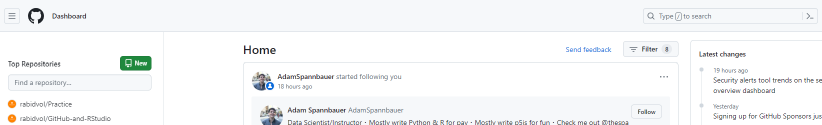 Dashboard
Type / to search
Top Repositories
New
Find a repository...
rabidvol/Practice
rabidvol/GitHub-and-RStudio
Home
Send feedback
Filter 8
AdamSpannbauer started following you
18 hours ago
Adam Spannbauer AdamSpannbauer
Follow
Data Scientist/Instructor · Mostly write Python & R for pay · Mostly write p5js for fun · Check me out @thespa
Latest changes
19 hours ago
Security alerts tool trends on the se
overview dashboard
Yesterday
Signing up for GitHub Sponsors jus